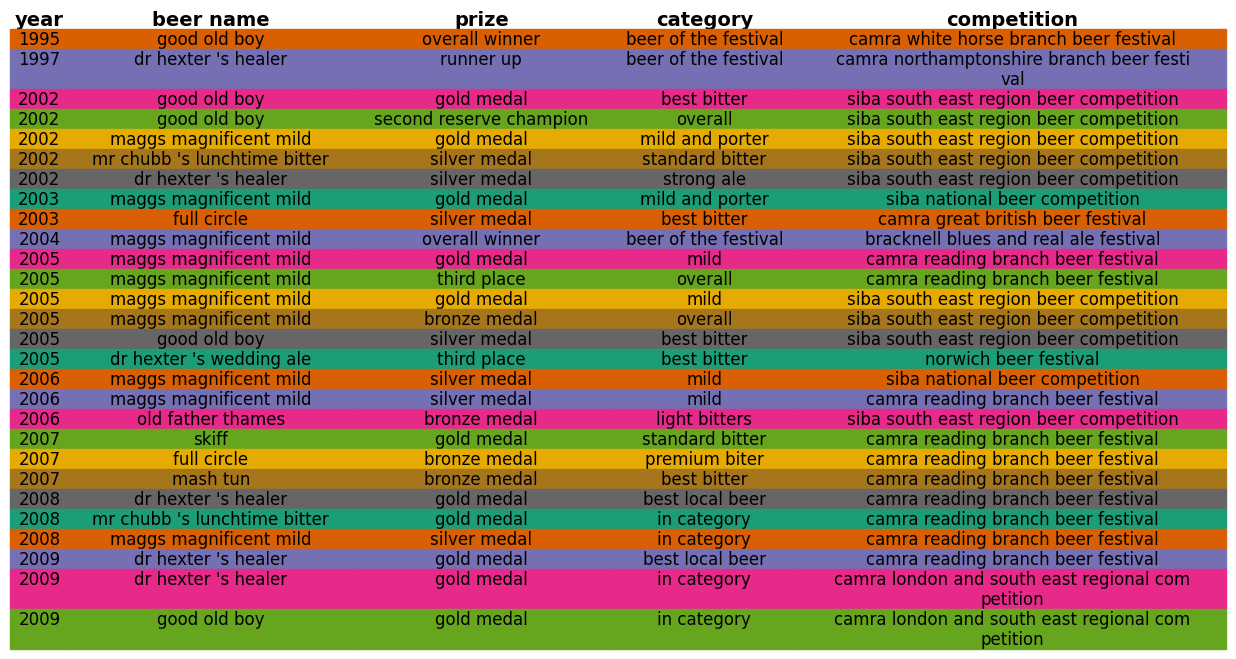 year beer name prize category competition
1995 good old boy overall winner beer of the festival camra white horse branch beer festival
1997 dr hexter 's healer runner up beer of the festival camra northamptonshire branch beer festi
val
2002 good old boy gold medal best bitter siba south east region beer competition
2002 good old boy second reserve champion overall siba south east region beer competition
2002 maggs magnificent mild gold medal mild and porter siba south east region beer competition
2002 mr chubb 's lunchtime bitter silver medal standard bitter siba south east region beer competition
2002 dr hexter 's healer silver medal strong ale siba south east region beer competition
2003 maggs magnificent mild gold medal mild and porter siba national beer competition
2003 full circle silver medal best bitter camra great british beer festival
2004 maggs magnificent mild overall winner beer of the festival bracknell blues and real ale festival
2005 maggs magnificent mild gold medal mild camra reading branch beer festival
2005 maggs magnificent mild third place overall camra reading branch beer festival
2005 maggs magnificent mild gold medal mild siba south east region beer competition
2005 maggs magnificent mild bronze medal overall siba south east region beer competition
2005 good old boy silver medal best bitter siba south east region beer competition
2005 dr hexter 's wedding ale third place best bitter norwich beer festival
2006 maggs magnificent mild silver medal mild siba national beer competition
2006 maggs magnificent mild silver medal mild camra reading branch beer festival
2006 old father thames bronze medal light bitters siba south east region beer competition
2007 skiff gold medal standard bitter camra reading branch beer festival
2007 full circle bronze medal premium biter camra reading branch beer festival
2007 mash tun bronze medal best bitter camra reading branch beer festival
2008 dr hexter 's healer gold medal best local beer camra reading branch beer festival
2008 mr chubb 's lunchtime bitter gold medal in category camra reading branch beer festival
2008 maggs magnificent mild silver medal in category camra reading branch beer festival
2009 dr hexter 's healer gold medal best local beer camra reading branch beer festival
2009 dr hexter 's healer gold medal in category camra london and south east regional com
petition
2009 good old boy gold medal in category camra london and south east regional com
petition